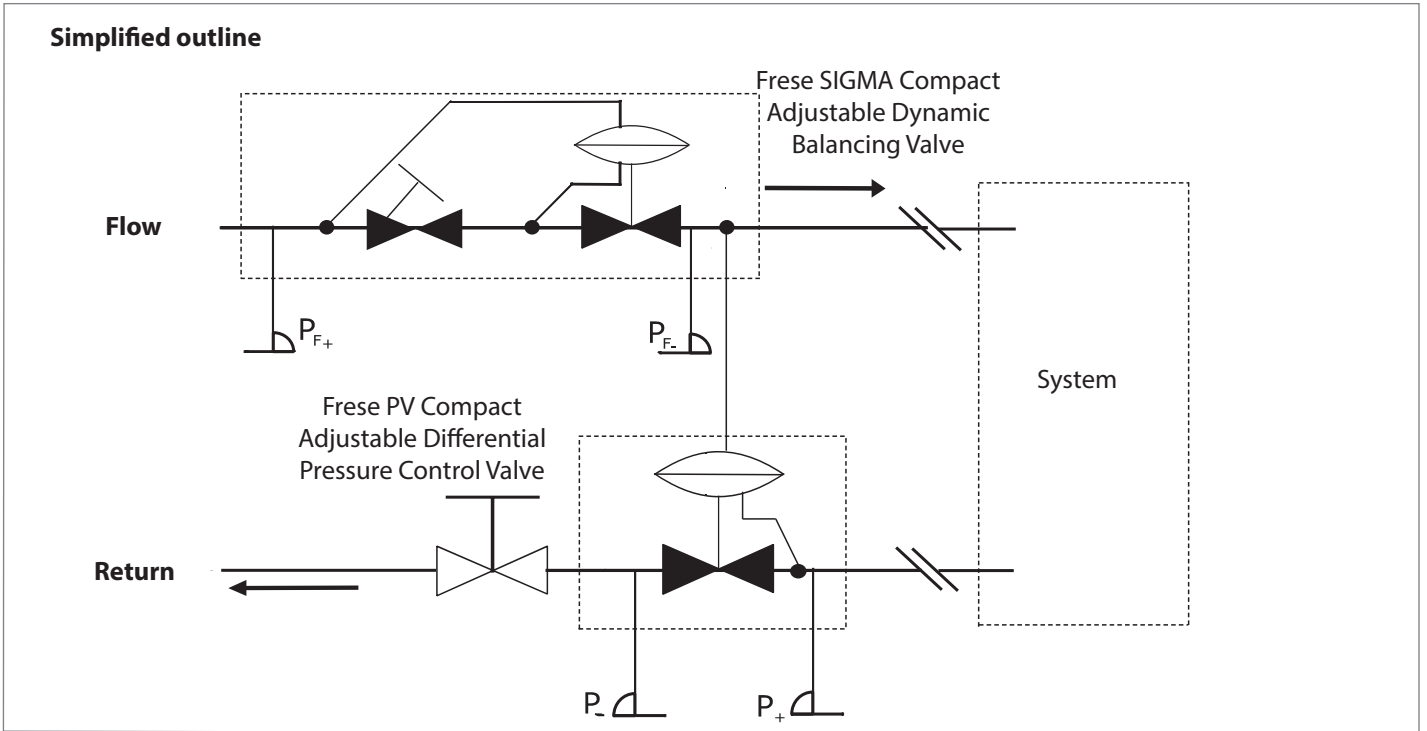 Simplified outline
Frese SIGMA Compact
Adjustable Dynamic
Balancing Valve
Flow
PF+
PF-
System
Frese PV Compact
Adjustable Differential
Pressure Control Valve
Return
P-
P+